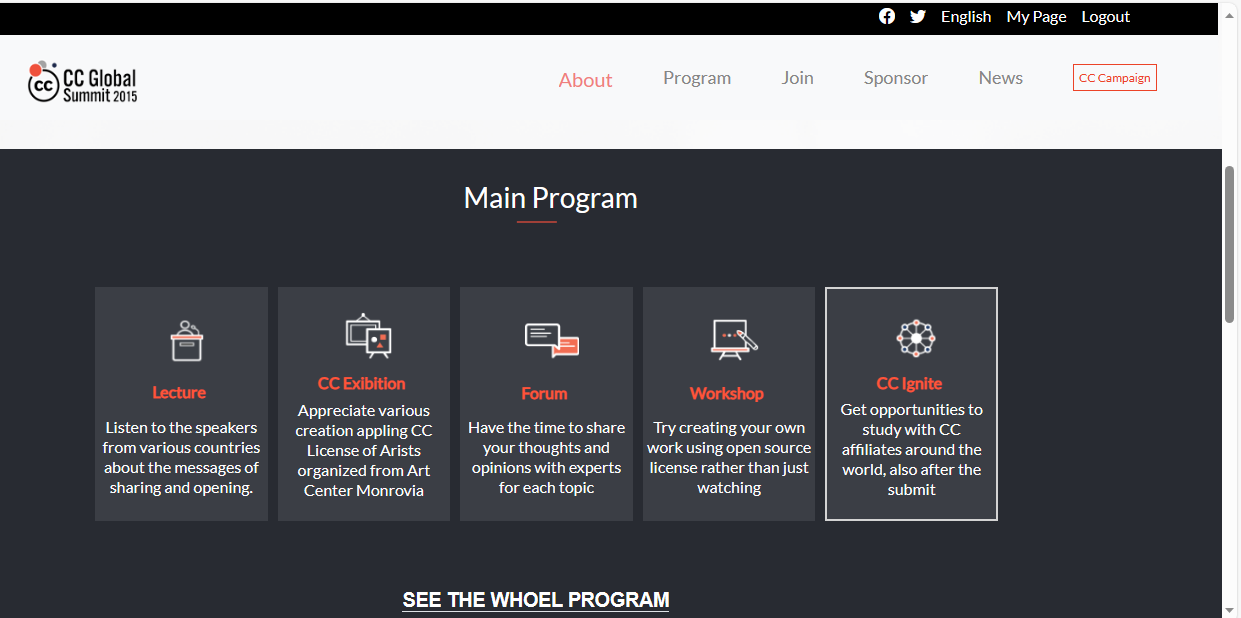 English My Page Logout
CC Global
Summit 2015
cc
About Program Join Sponsor News CC Campaign
Main Program
Lecture
Listen to the speakers
from various countries
about the messages of
sharing and opening.
CC Exibition
Appreciate various
creation appling CC
License of Arists
organized from Art
Center Monrovia
Forum
Have the time to share
your thoughts and
opinions with experts
for each topic
Workshop
Try creating your own
work using open source
license rather than just
watching
CC Ignite
Get opportunities to
study with CC
affiliates around the
world, also after the
submit
SEE THE WHOEL PROGRAM